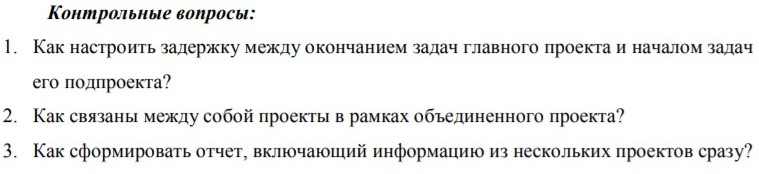 Контрольные вопросы:
1. Как настроить задержку между окончанием задач главного проекта и началом задач
его подпроекта?
2. Как связаны между собой проекты в рамках объединенного проекта?
3. Как сформировать отчет, включающий информацию из нескольких проектов сразу?